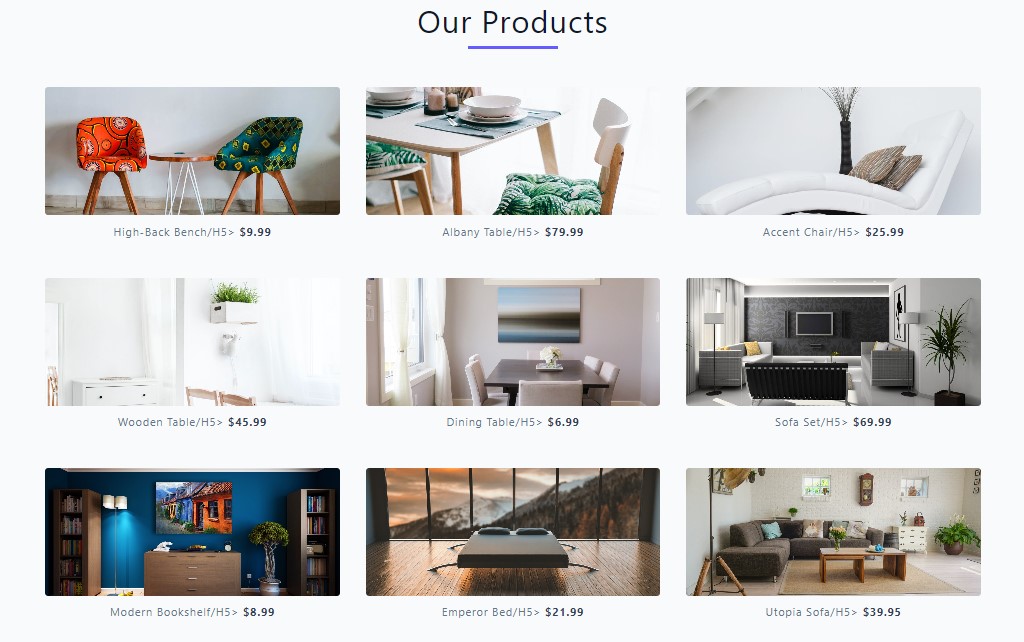 Our Products
High-Back Bench/H5> $9.99
Albany Table/H5> $79.99
Accent Chair/H5> $25.99
Wooden Table/H5> $45.99
Dining Table/H5> $6.99
Sofa Set/H5> $69.99
Modern Bookshelf/H5> $8.99
Emperor Bed/H5> $21.99
Utopia Sofa/H5> $39.95